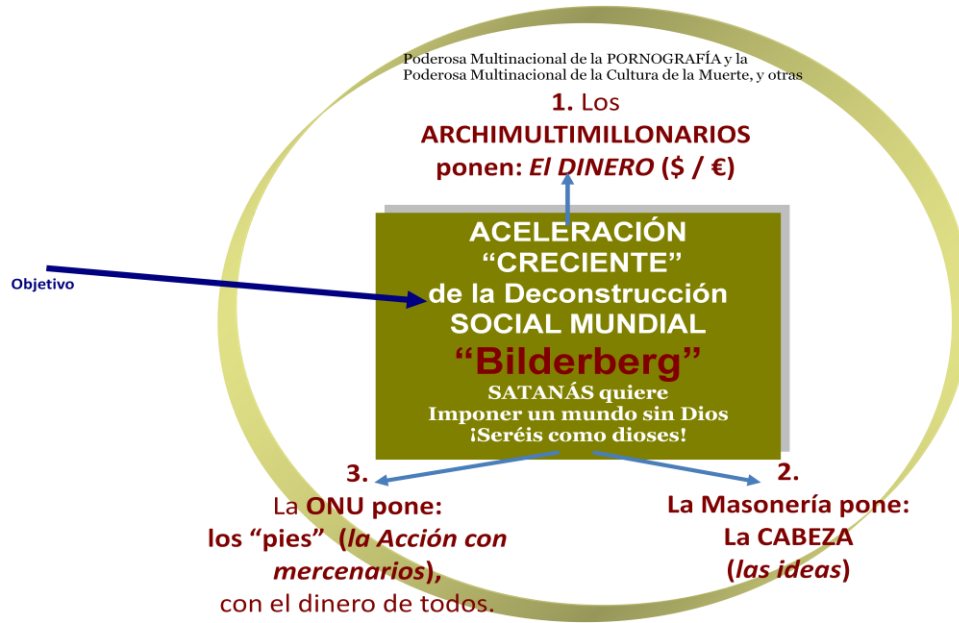 Poderosa Multinacional de la PORNOGRAFÍA y la
Poderosa Multinacional de la Cultura de la Muerte, y otras
1. Los
ARCHIMULTIMILLONARIOS
ponen: El DINERO ($ / €)
Objetivo
ACELERACIÓN
“CRECIENTE”
de la Deconstrucción
SOCIAL MUNDIAL
“Bilderberg”
SATANÁS quiere
Imponer un mundo sin Dios
¡Seréis como dioses!
3.
La ONU pone:
los “pies” (la Acción con
mercenarios),
con el dinero de todos.
2.
La Masonería pone:
La CABEZA
(las ideas)